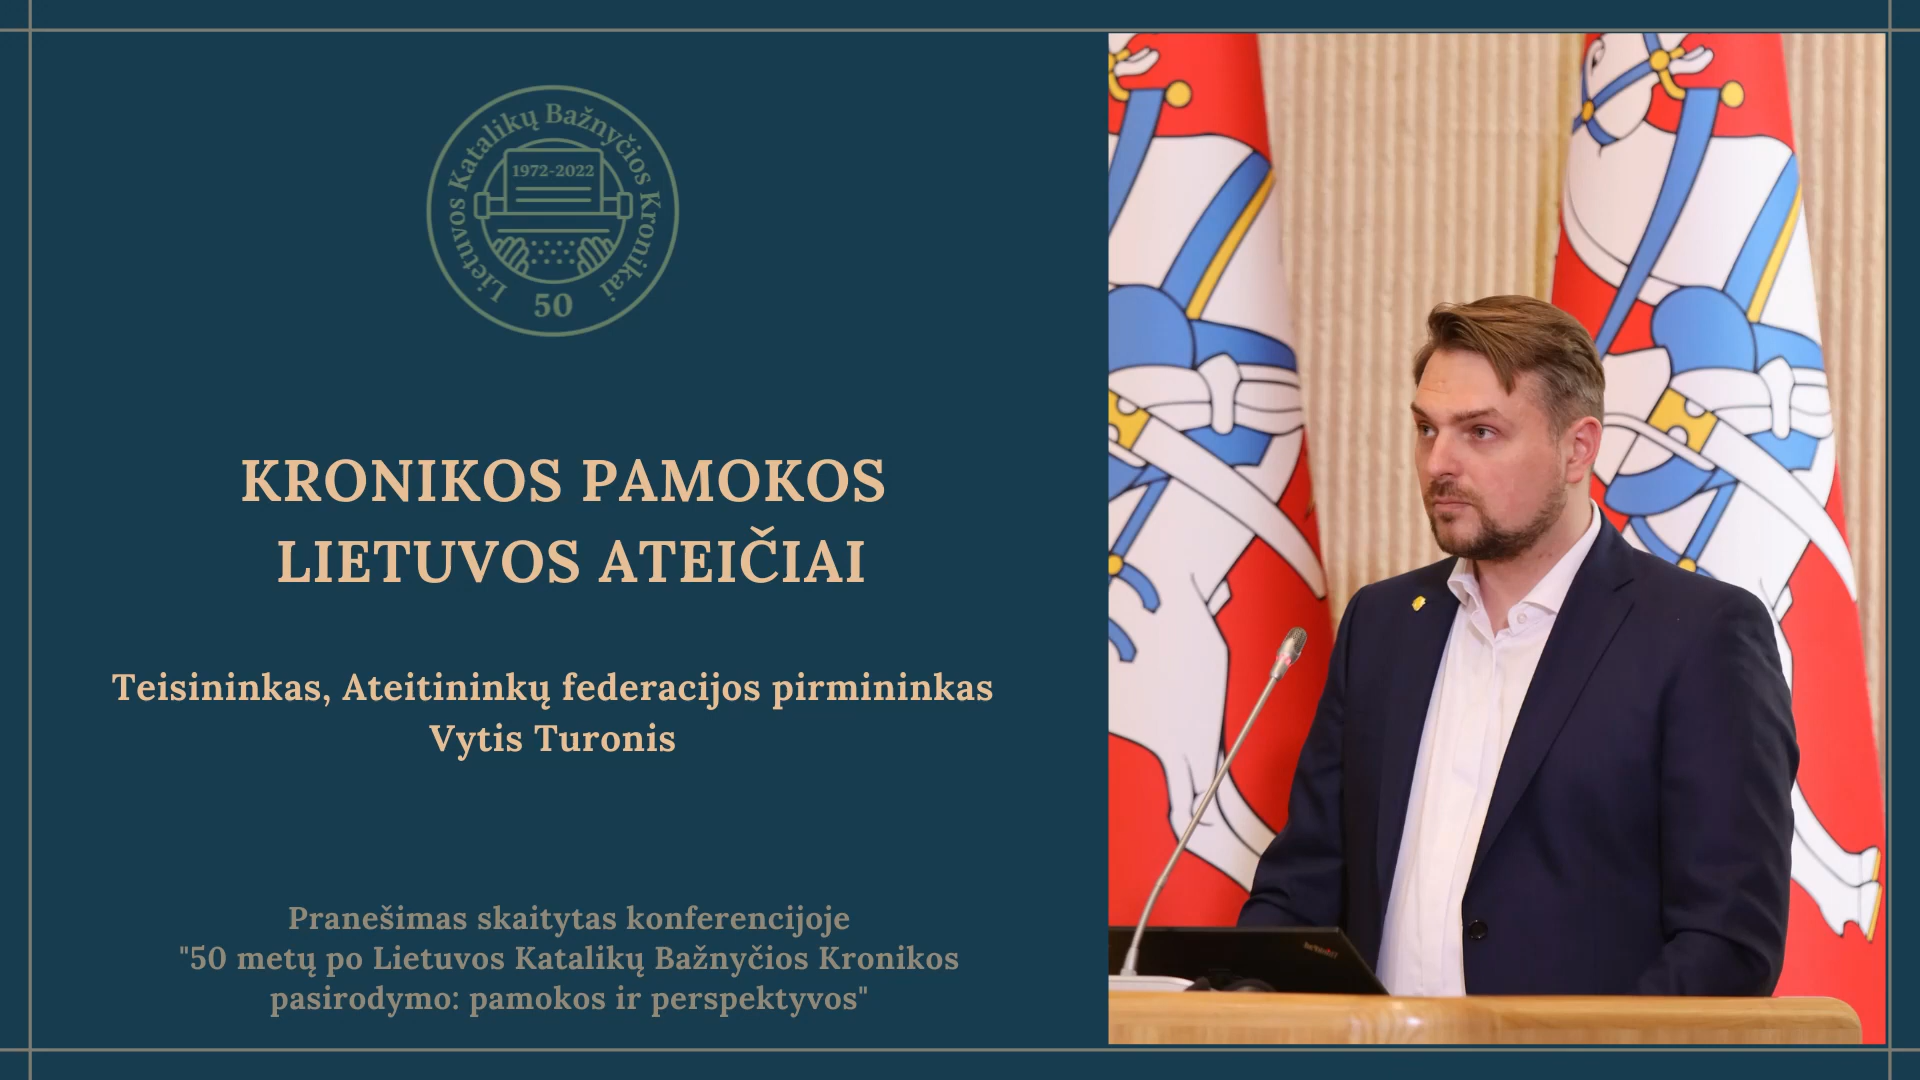 Lietuvos Katalikų Bažnyčios Kronikai
1972-2022
50
KRONIKOS PAMOKOS
LIETUVOS ATEIČIAI
Teisininkas, Ateitininkų federacijos pirmininkas
Vytis Turonis
Pranešimas skaitytas konferencijoje
"50 metų po Lietuvos Katalikų Bažnyčios Kronikos
pasirodymo: pamokos ir perspektyvos"